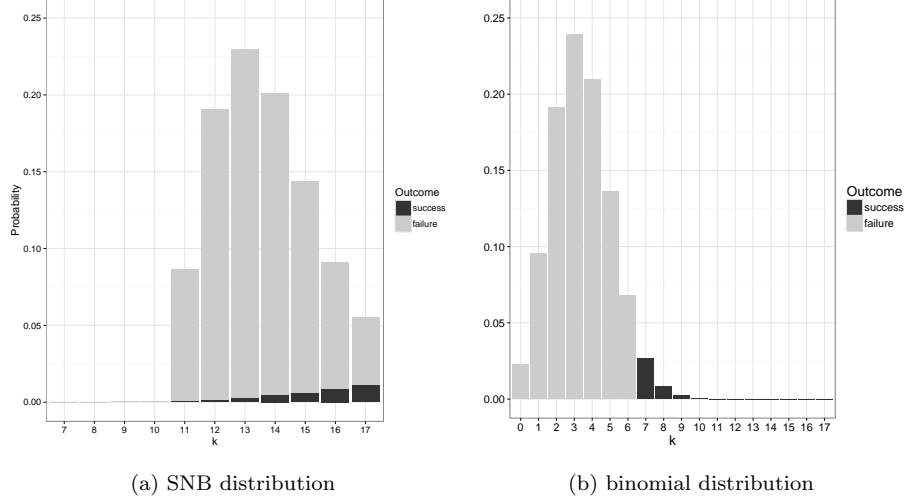 0.25
0.20
0.15
0.10
0.05
0.00
Probability
7 8 9 10 11 12 13 14 15 16 17
k
Outcome
success
failure
(a) SNB distribution
0.25
0.20
0.15
0.10
0.05
0.00
0 1 2 3 4 5 6 7 8 9 10 11 12 13 14 15 16 17
k
Outcome
success
failure
(b) binomial distribution